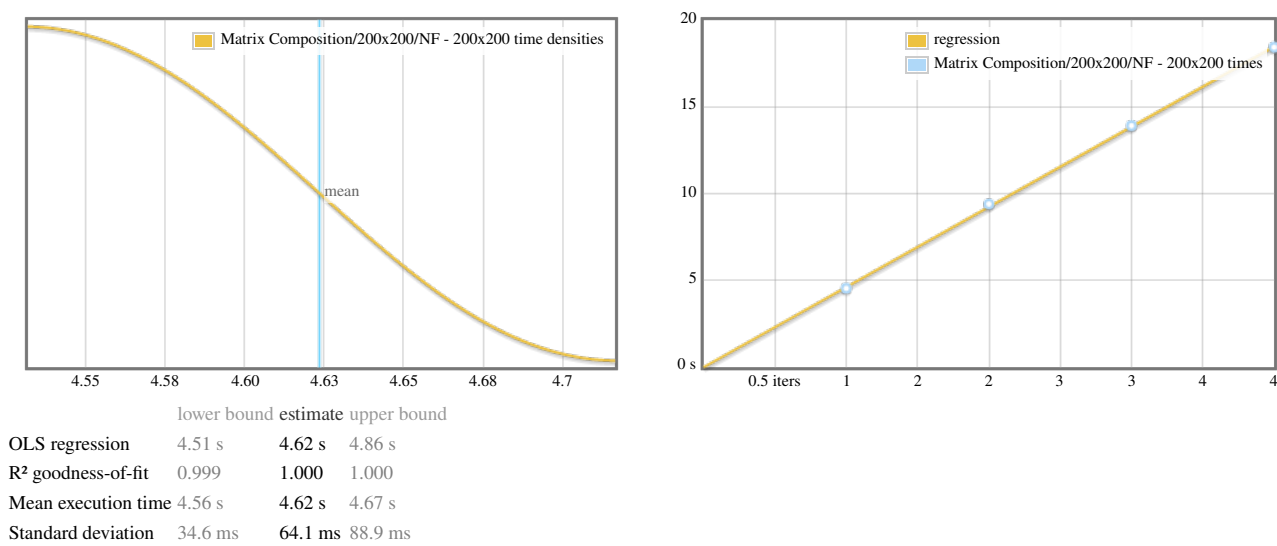 Matrix Composition/200x200/NF - 200x200 time densities
mean
4.55 4.58 4.60 4.63 4.65 4.68 4.7
20
15
10
5
0 s
regression
Matrix Composition/200x200/NF - 200x200 times
0.5 iters 1 2 2 3 3 4 4
lower bound estimate upper bound
OLS regression 4.51 s 4.62 s 4.86 s
R² goodness-of-fit 0.999 1.000 1.000
Mean execution time 4.56 s 4.62 s 4.67 s
Standard deviation 34.6 ms 64.1 ms 88.9 ms